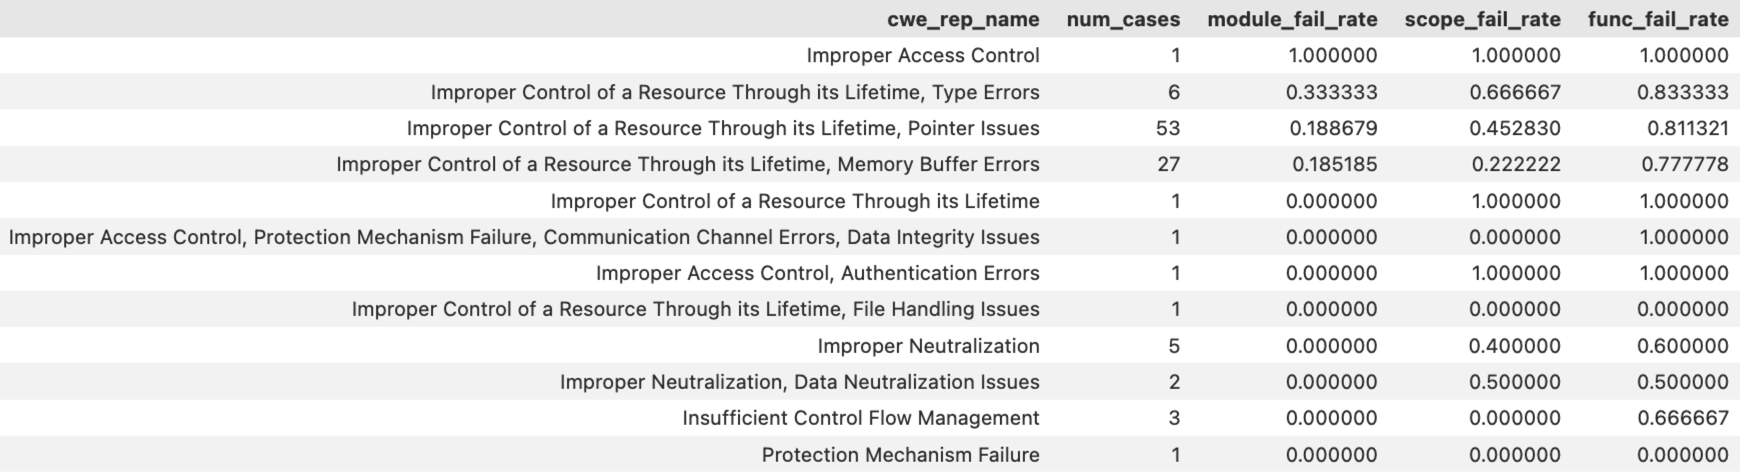 cwe_rep_name num_cases module_fail_rate scope_fail_rate func_fail_rate
Improper Access Control 1 1.000000 1.000000 1.000000
Improper Control of a Resource Through its Lifetime, Type Errors 6 0.333333 0.666667 0.833333
Improper Control of a Resource Through its Lifetime, Pointer Issues 53 0.188679 0.452830 0.811321
Improper Control of a Resource Through its Lifetime, Memory Buffer Errors 27 0.185185 0.222222 0.777778
Improper Control of a Resource Through its Lifetime 1 0.000000 1.000000 1.000000
Improper Access Control, Protection Mechanism Failure, Communication Channel Errors, Data Integrity Issues 1 0.000000 0.000000 1.000000
Improper Access Control, Authentication Errors 1 0.000000 1.000000 1.000000
Improper Control of a Resource Through its Lifetime, File Handling Issues 1 0.000000 0.000000 0.000000
Improper Neutralization 5 0.000000 0.400000 0.600000
Improper Neutralization, Data Neutralization Issues 2 0.000000 0.500000 0.500000
Insufficient Control Flow Management 3 0.000000 0.000000 0.666667
Protection Mechanism Failure 1 0.000000 0.000000 0.000000